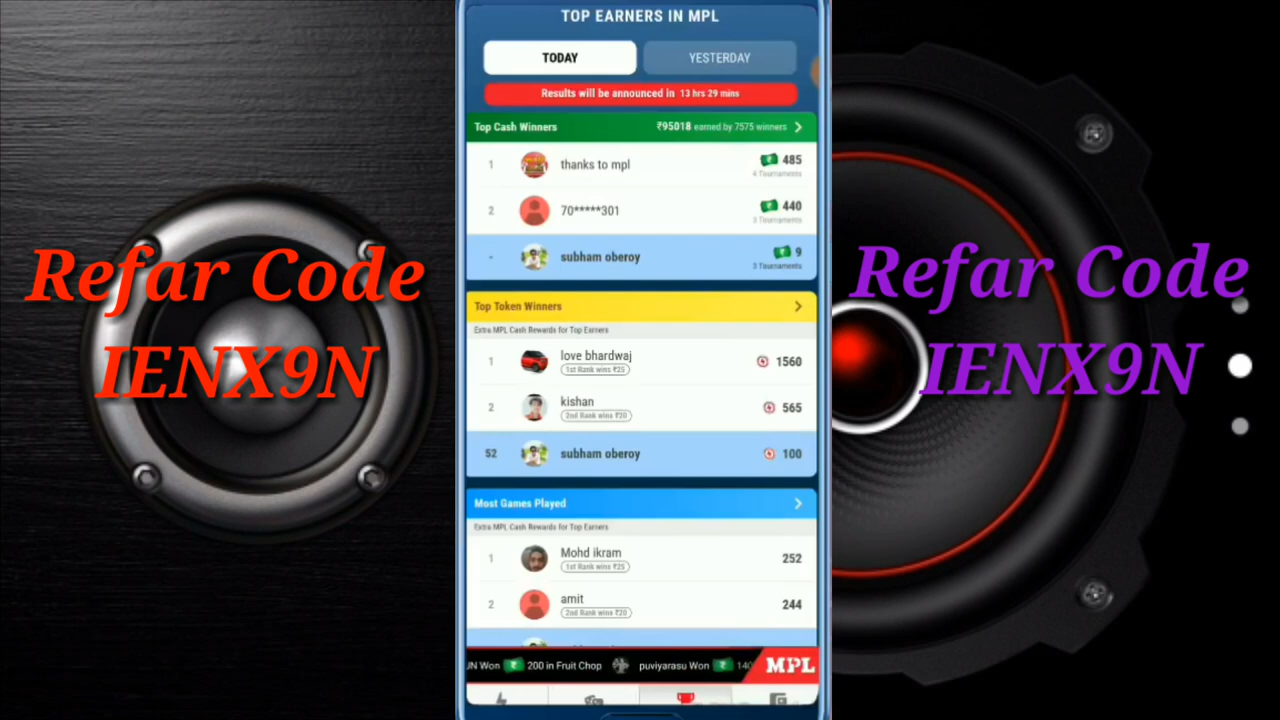 TOP EARNERS IN MPL
TODAY
YESTERDAY
Results will be announced in 13 hrs 29 mins
Top Cash Winners
₹95018 earned by 7575 winners
1
thanks to mpl
485
4 Tournaments
2
70*****301
440
3 Tournaments
-
subham oberoy
9
3 Tournaments
Top Token Winners
Extra MPL Cash Rewards for Top Earners
1
love bhardwaj
1st Rank wins ₹25
1560
2
kishan
2nd Rank wins ₹20
565
52
subham oberoy
100
Most Games Played
Extra MPL Cash Rewards for Top Earners
1
Mohd ikram
1st Rank wins ₹25
252
2
amit
2nd Rank wins ₹20
244
Won ₹ 200 in Fruit Chop
puviyarasu Won ₹
MPL
Refar Code
IENX9N
Refar Code
IENX9N